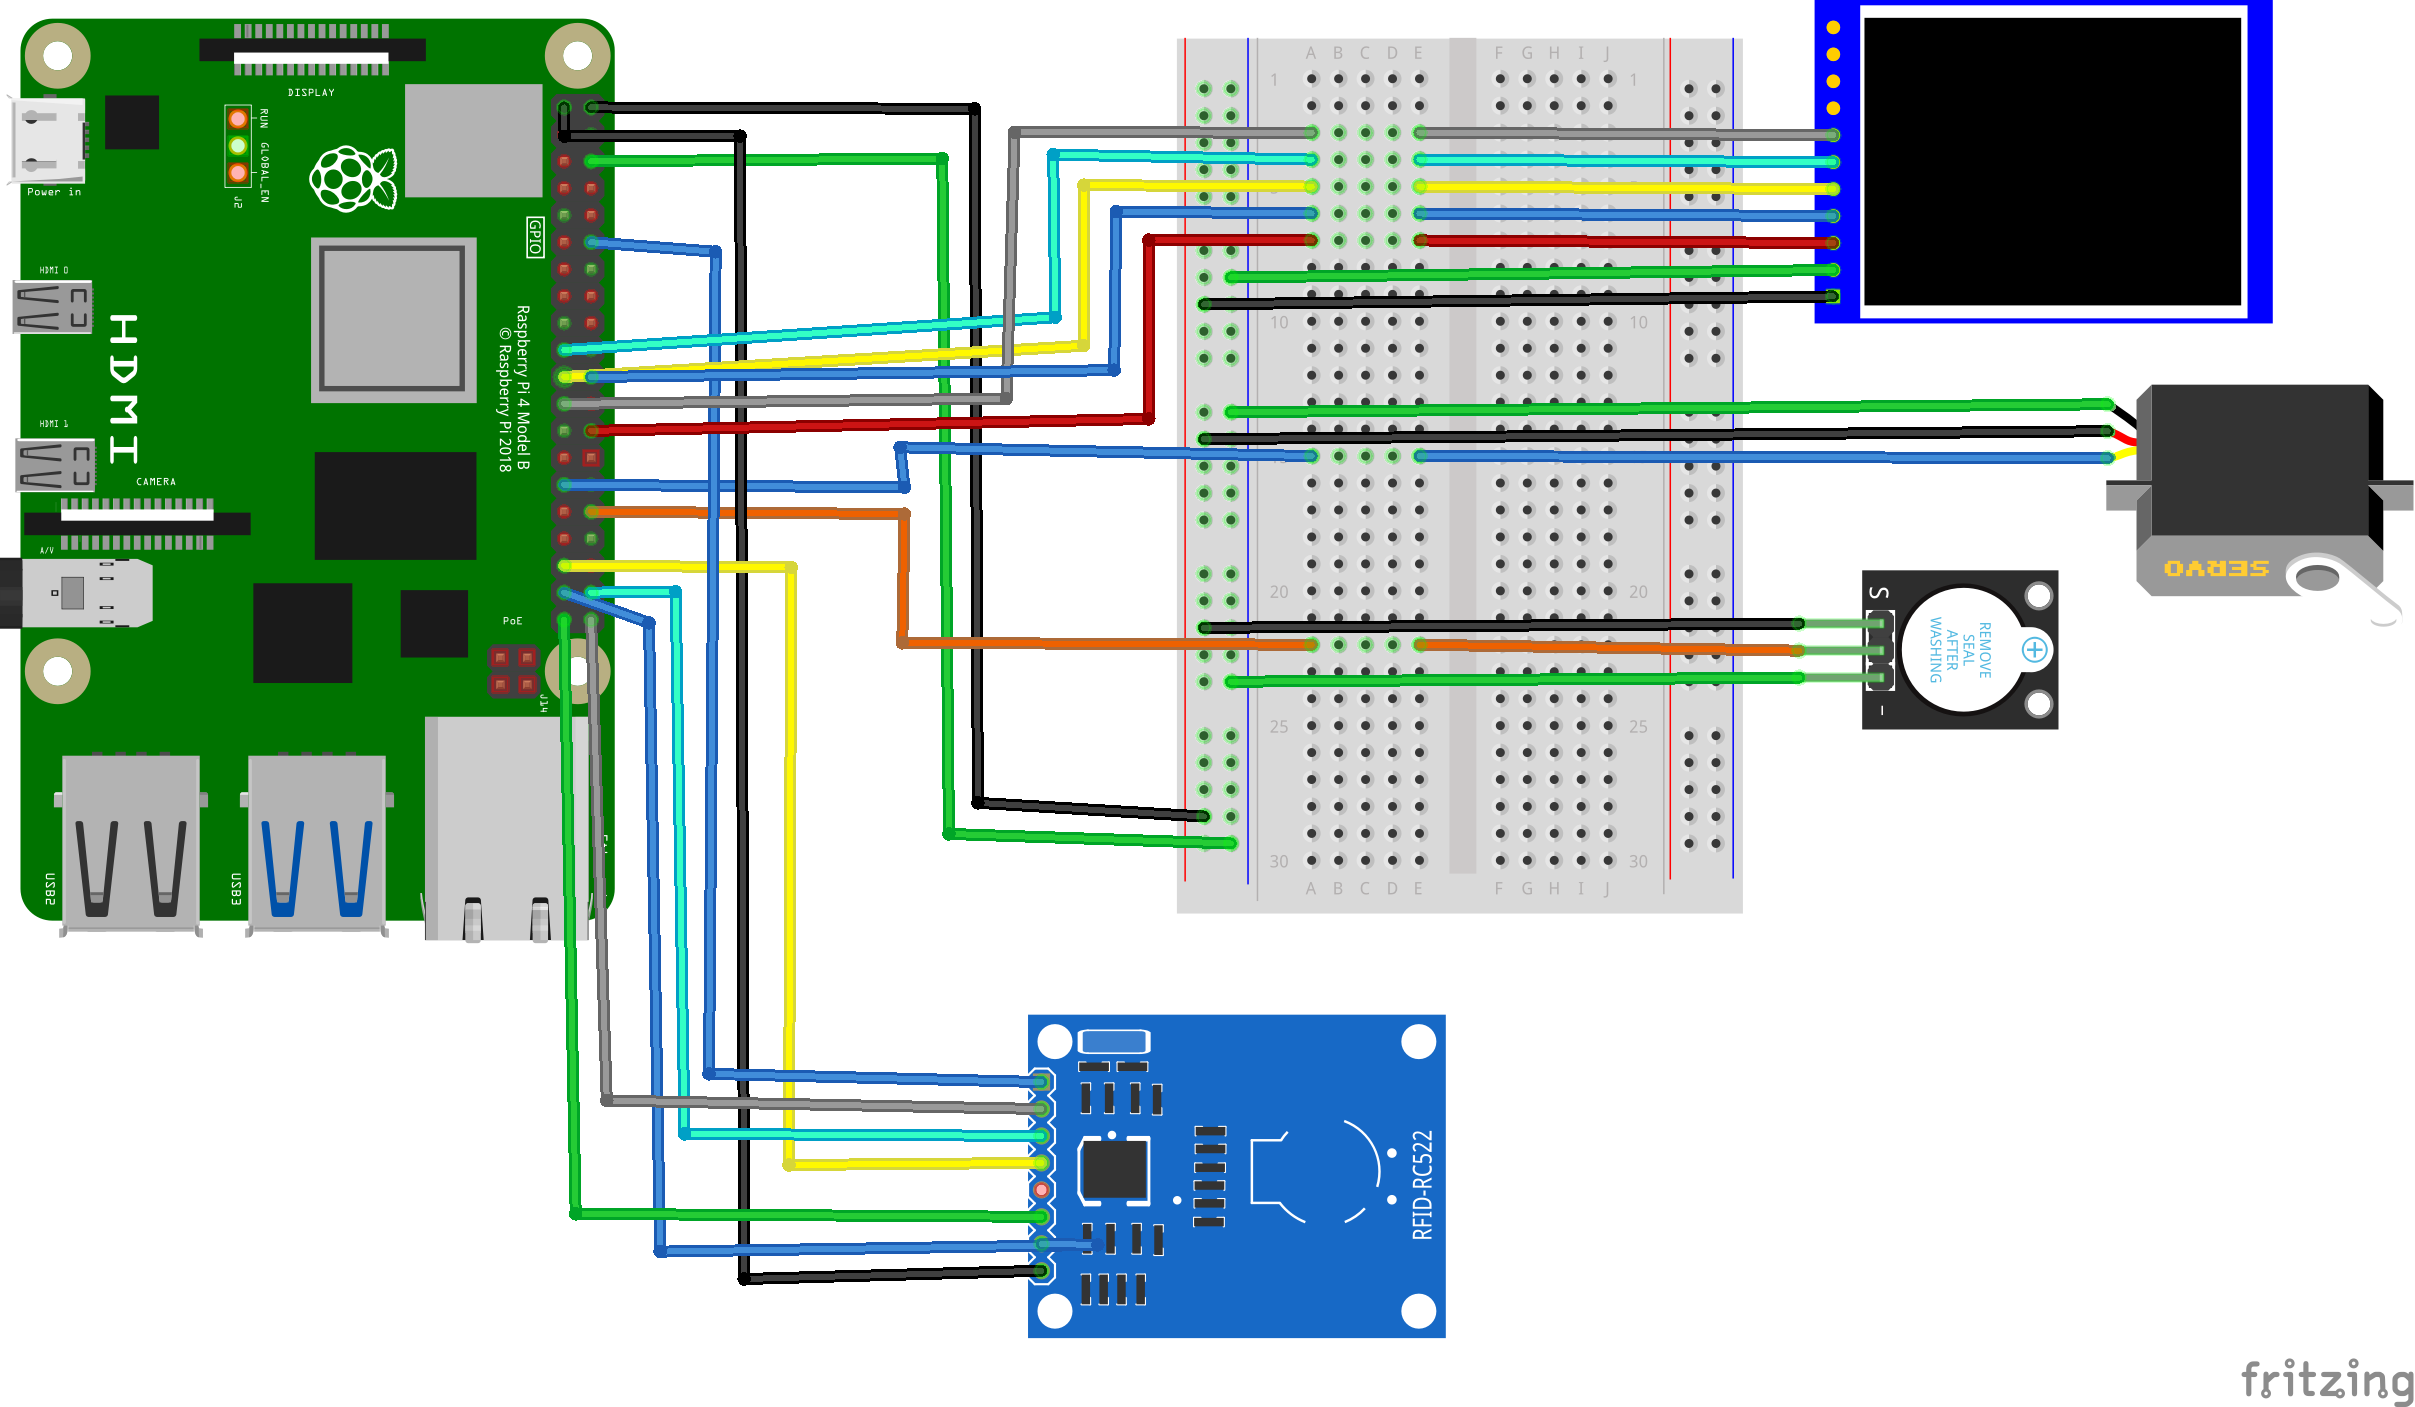 DISPLAY
RUN
GLOBAL_EN
J2
Power in
GPIO
HDMI 0
HDMI
Raspberry Pi 4 Model B
© Raspberry Pi 2018
HDMI 1
CAMERA
A/V
PoE
J14
USB2
USB3
A B C D E F G H I J
1 1
10 10
20 20
25 25
30 30
A B C D E F G H I J
SERVO
S
REMOVE
SEAL
AFTER
WASHING
+
-
RFID-RC522
fritzing